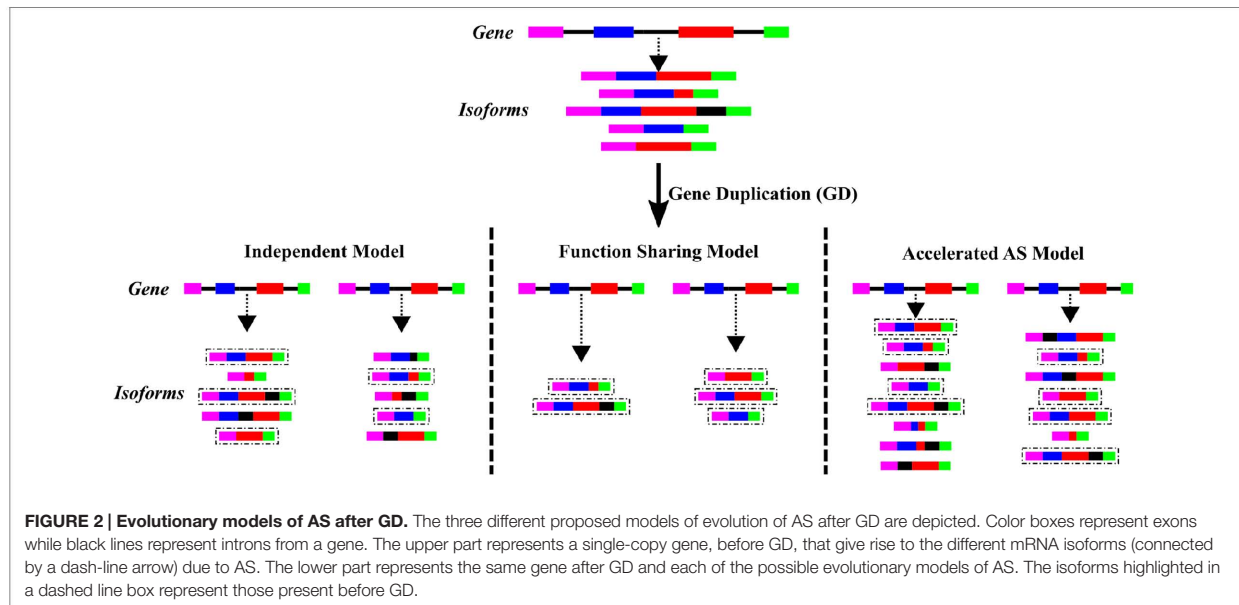 Gene
Isoforms
Gene Duplication (GD)
Independent Model
Function Sharing Model
Accelerated AS Model
Gene
Isoforms
FIGURE 2 | Evolutionary models of AS after GD. The three different proposed models of evolution of AS after GD are depicted. Color boxes represent exons
while black lines represent introns from a gene. The upper part represents a single-copy gene, before GD, that give rise to the different mRNA isoforms (connected
by a dash-line arrow) due to AS. The lower part represents the same gene after GD and each of the possible evolutionary models of AS. The isoforms highlighted in
a dashed line box represent those present before GD.